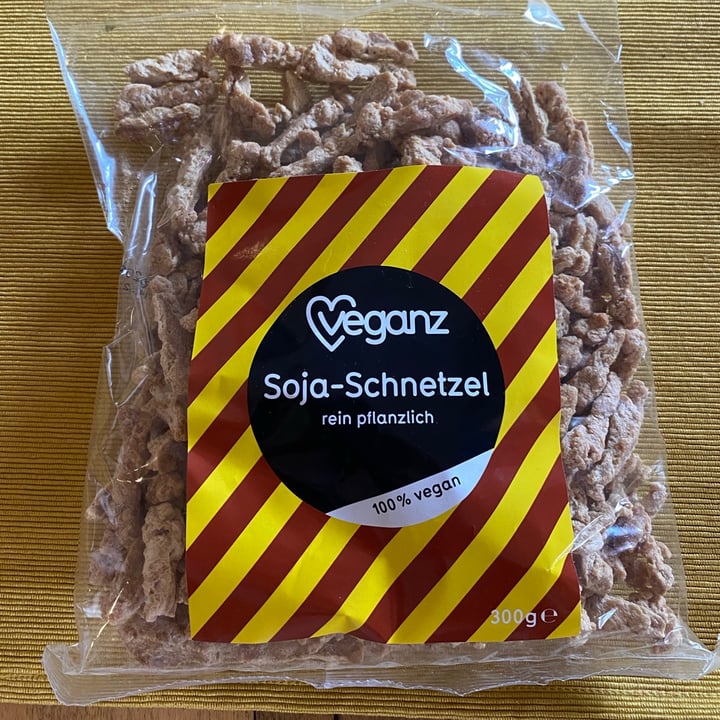 Veganz
Soja-Schnetzel
rein pflanzlich
100% vegan
300g ℮